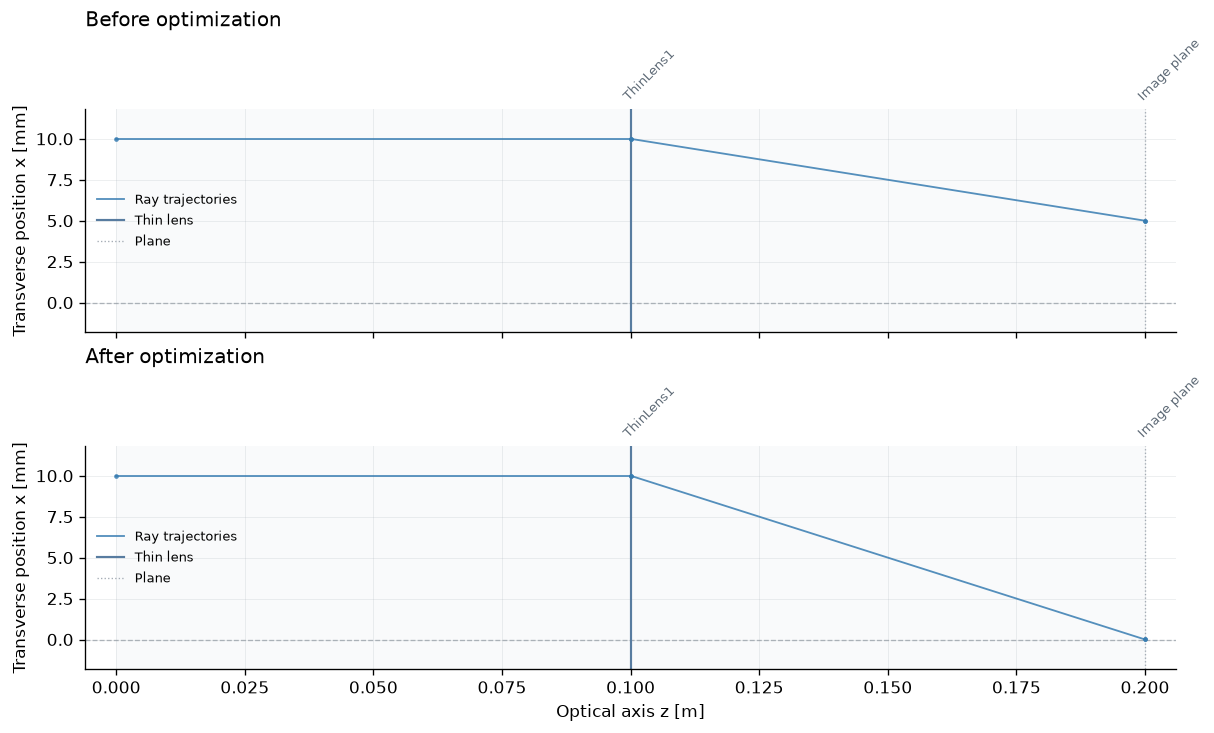 Before optimization
ThinLens1
Image plane
Transverse position x [mm]
10.0
7.5
5.0
2.5
0.0
Ray trajectories
Thin lens
Plane
After optimization
ThinLens1
Image plane
Transverse position x [mm]
10.0
7.5
5.0
2.5
0.0
Ray trajectories
Thin lens
Plane
0.000 0.025 0.050 0.075 0.100 0.125 0.150 0.175 0.200
Optical axis z [m]